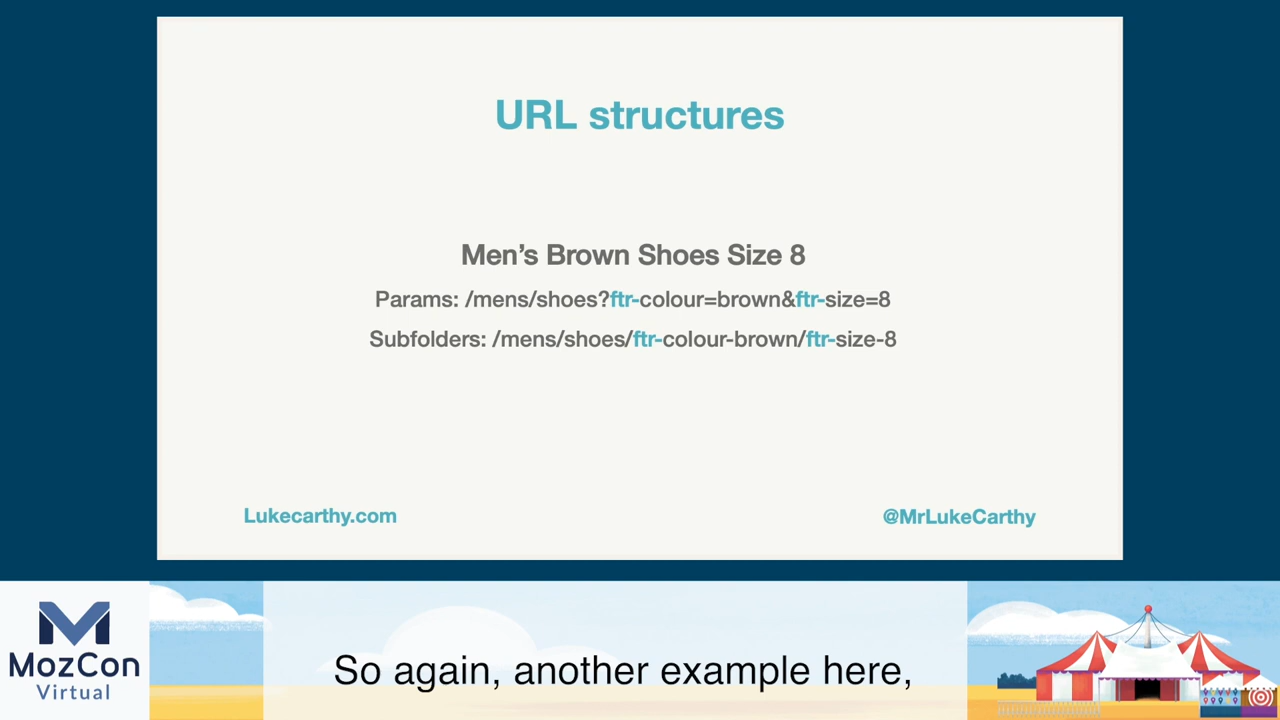 URL structures
Men’s Brown Shoes Size 8
Params: /mens/shoes?ftr-colour=brown&ftr-size=8
Subfolders: /mens/shoes/ftr-colour-brown/ftr-size-8
Lukecarthy.com
@MrLukeCarthy
MozCon
Virtual
So again, another example here,